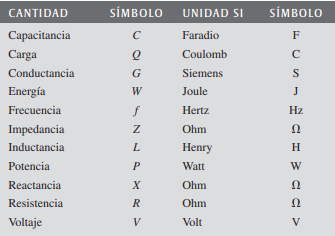 CANTIDAD SÍMBOLO UNIDAD SI SÍMBOLO
Capacitancia C Faradio F
Carga Q Coulomb C
Conductancia G Siemens S
Energía W Joule J
Frecuencia f Hertz Hz
Impedancia Z Ohm Ω
Inductancia L Henry H
Potencia P Watt W
Reactancia X Ohm Ω
Resistencia R Ohm Ω
Voltaje V Volt V